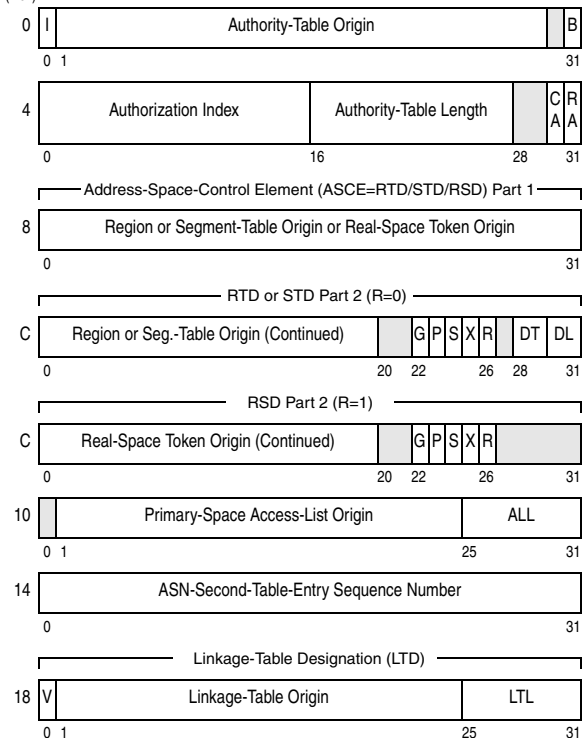 0 I Authority-Table Origin B
0 1 31
4 Authorization Index Authority-Table Length C A R A
0 16 28 31
Address-Space-Control Element (ASCE=RTD/STD/RSD) Part 1
8 Region or Segment-Table Origin or Real-Space Token Origin
0 31
RTD or STD Part 2 (R=0)
C Region or Seg.-Table Origin (Continued) G P S X R DT DL
0 20 22 26 28 31
RSD Part 2 (R=1)
C Real-Space Token Origin (Continued) G P S X R
0 20 22 26 31
10 Primary-Space Access-List Origin ALL
0 1 25 31
14 ASN-Second-Table-Entry Sequence Number
0 31
Linkage-Table Designation (LTD)
18 V Linkage-Table Origin LTL
0 1 25 31